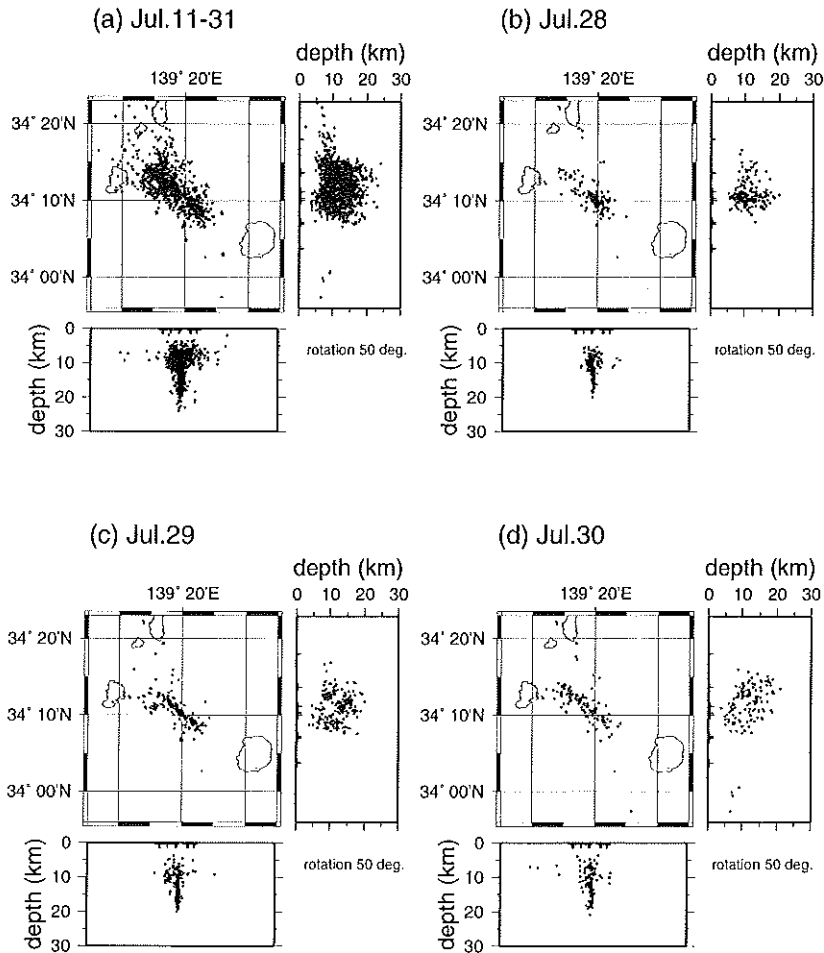 (a) Jul.11-31
depth (km)
139° 20'E
0 10 20 30
34° 20'N
34° 10'N
34° 00'N
depth (km)
0
10
20
30
rotation 50 deg.
(b) Jul.28
depth (km)
139° 20'E
0 10 20 30
34° 20'N
34° 10'N
34° 00'N
depth (km)
0
10
20
30
rotation 50 deg.
(c) Jul.29
depth (km)
139° 20'E
0 10 20 30
34° 20'N
34° 10'N
34° 00'N
depth (km)
0
10
20
30
rotation 50 deg.
(d) Jul.30
depth (km)
139° 20'E
0 10 20 30
34° 20'N
34° 10'N
34° 00'N
depth (km)
0
10
20
30
rotation 50 deg.